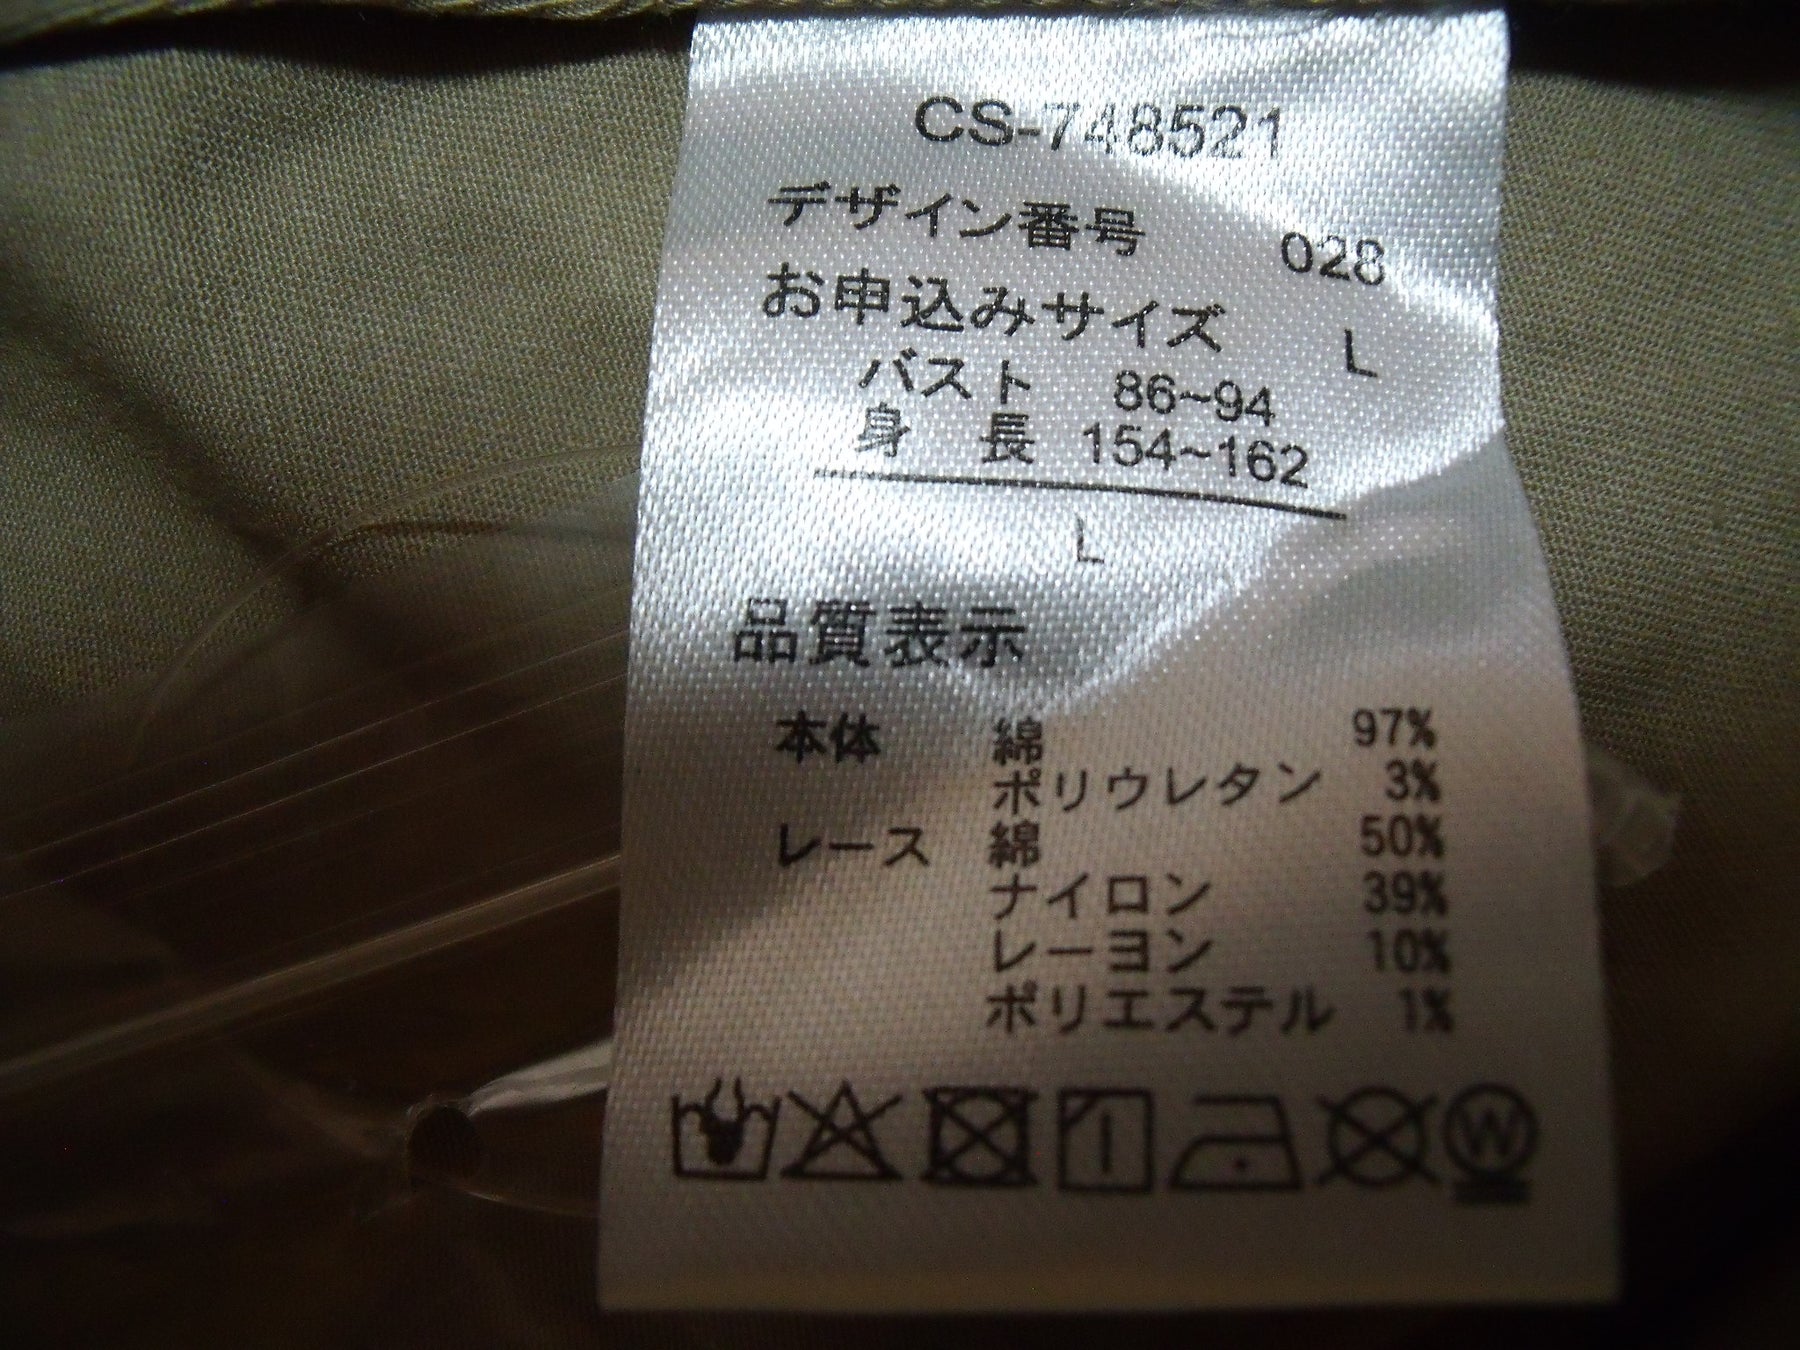 CS-748521
デザイン番号 028
お申込みサイズ L
バスト 86~94
身 長 154~162
L
品質表示
本体 綿 97%
ポリウレタン 3%
レース 綿 50%
ナイロン 39%
レーヨン 10%
ポリエステル 1%
W